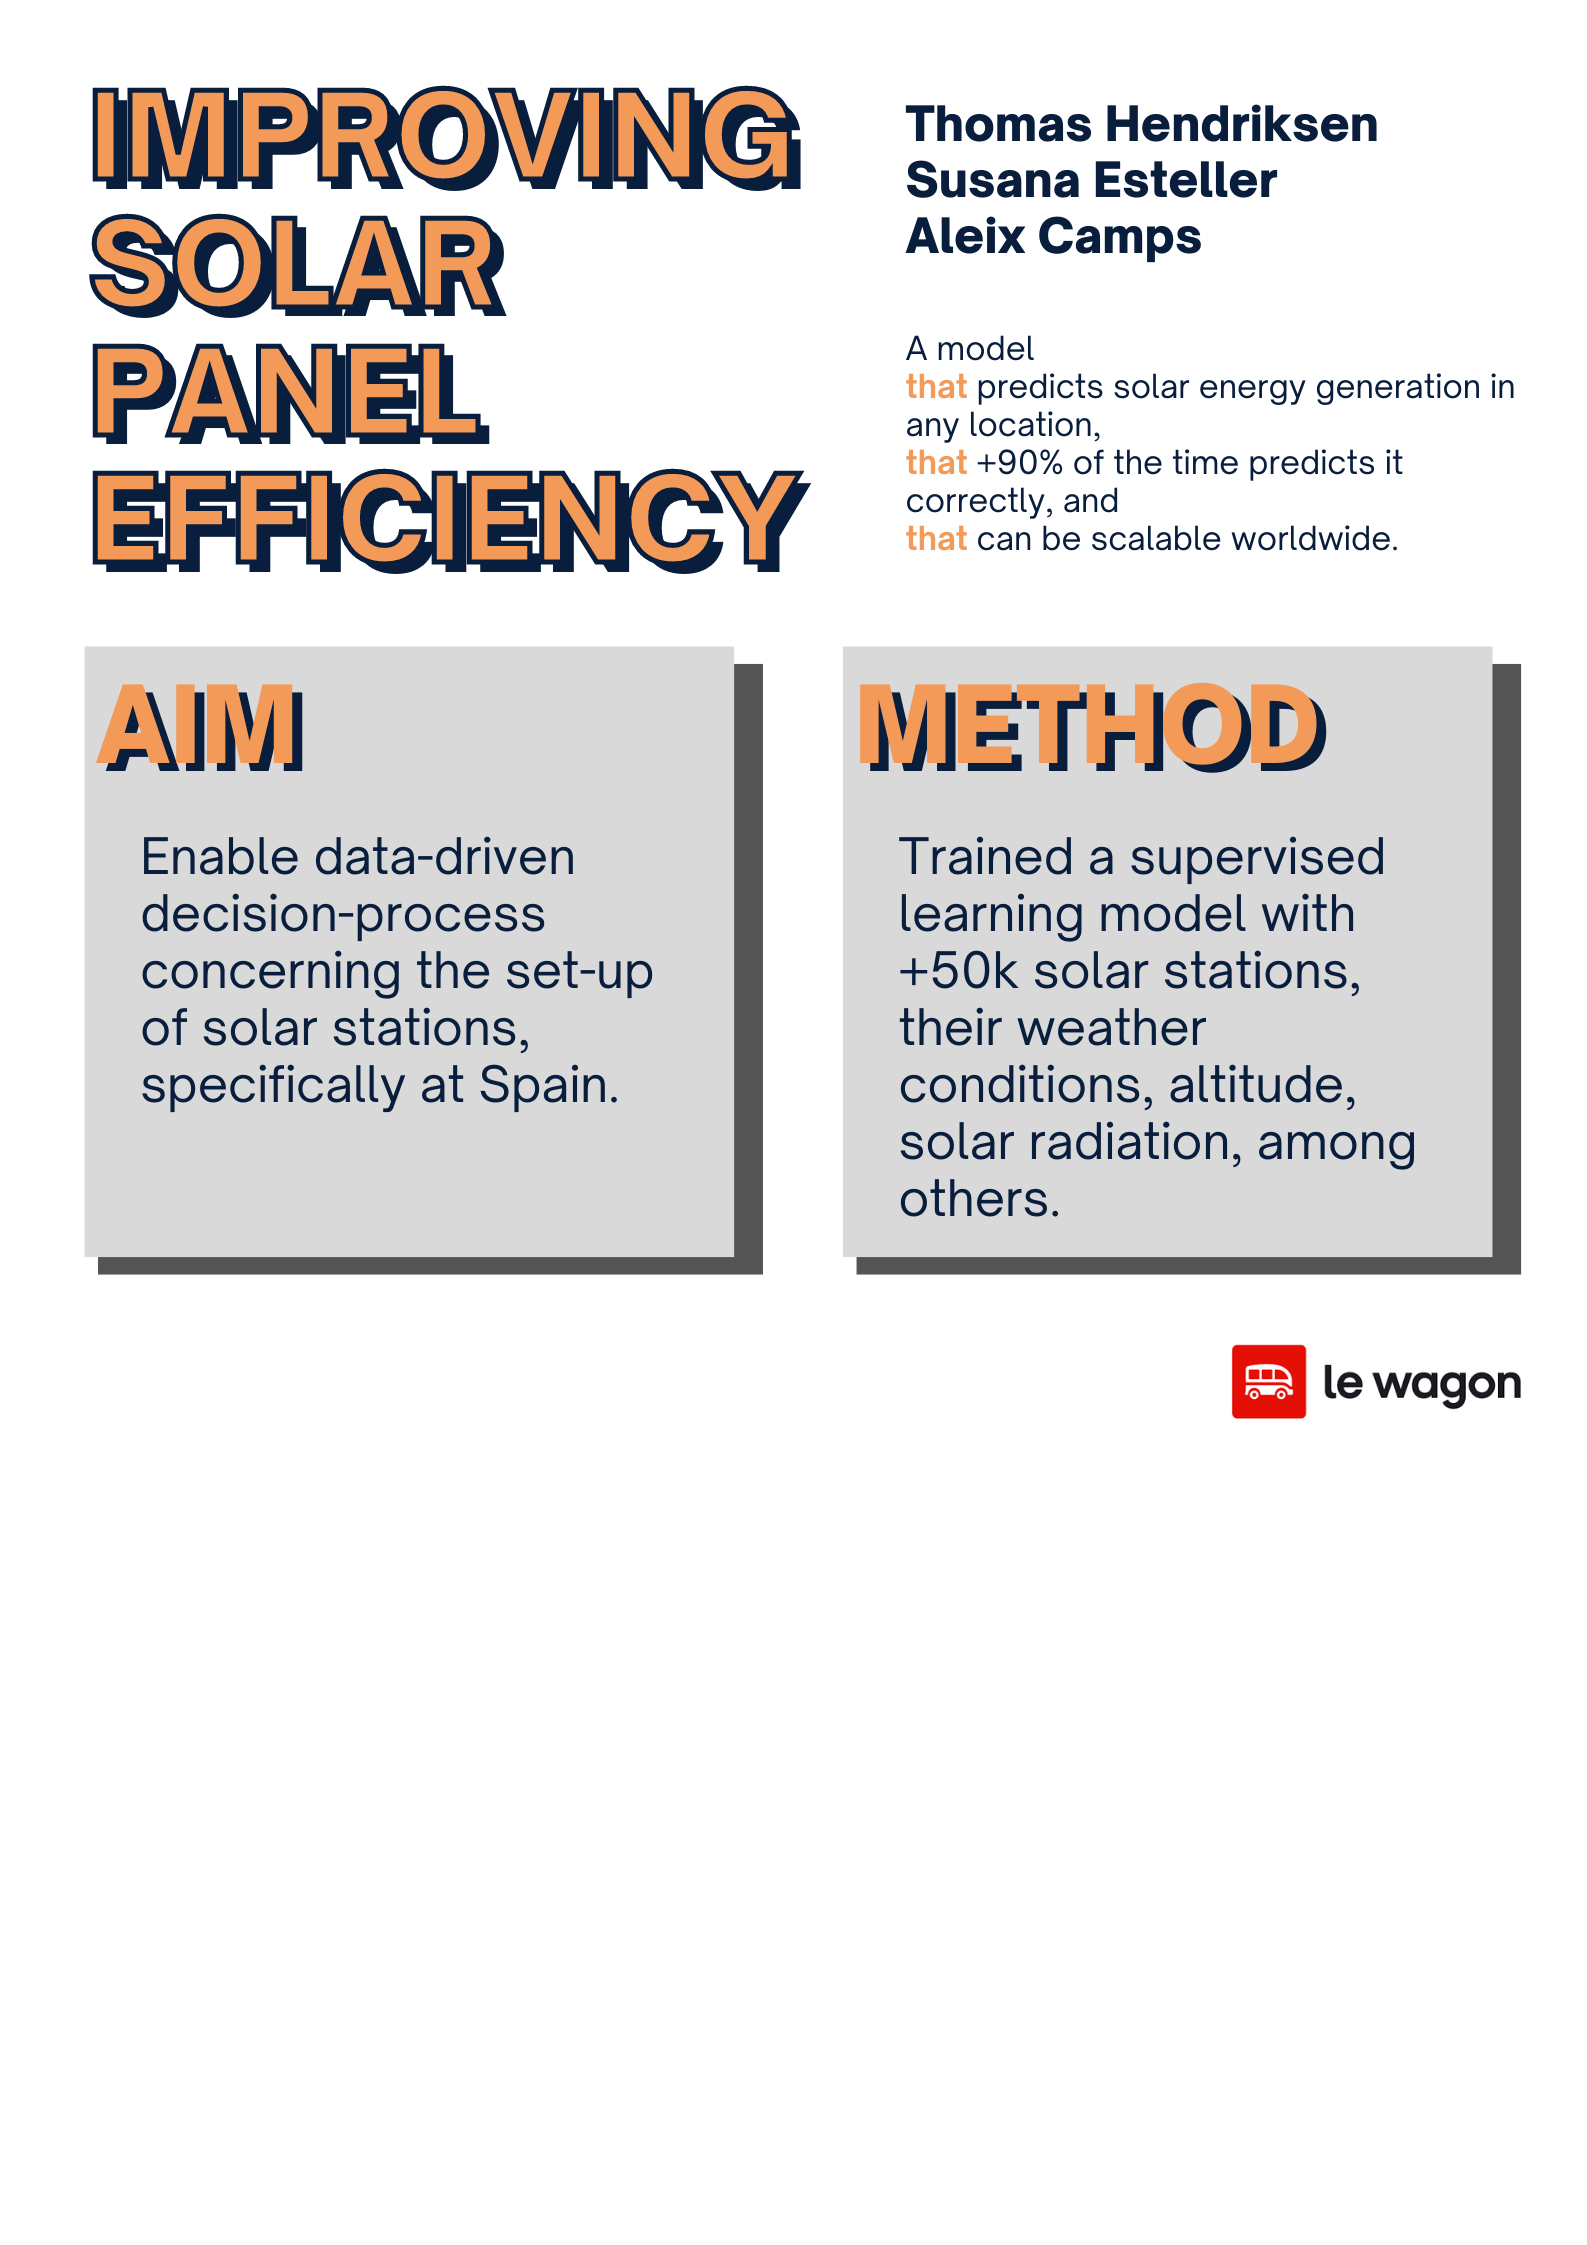 IMPROVING
SOLAR
PANEL
EFFICIENCY
Thomas Hendriksen
Susana Esteller
Aleix Camps
A model
that predicts solar energy generation in
any location,
that +90% of the time predicts it
correctly, and
that can be scalable worldwide.
AIM
Enable data-driven
decision-process
concerning the set-up
of solar stations,
specifically at Spain.
METHOD
Trained a supervised
learning model with
+50k solar stations,
their weather
conditions, altitude,
solar radiation, among
others.
le wagon